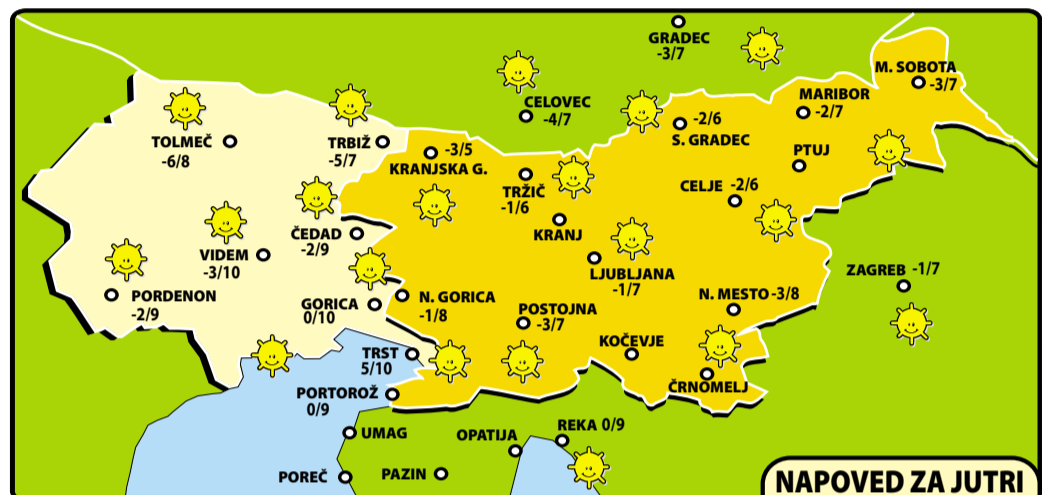 GRADEC
-3/7
M. SOBOTA
-3/7
CELOVEC
-4/7
MARIBOR
-2/7
-2/6
S. GRADEC
TOLMEČ
-6/8
TRBIŽ
-5/7
-3/5
KRANJSKA G.
PTUJ
TRŽIČ
-1/6
CELJE -2/6
KRANJ
ČEDAD
-2/9
VIDEM
-3/10
LJUBLJANA
-1/7
ZAGREB -1/7
PORDENON
-2/9
GORICA
0/10
N. GORICA
-1/8
N. MESTO -3/8
POSTOJNA
-3/7
KOČEVJE
TRST
5/10
ČRNOMELJ
PORTOROŽ
0/9
UMAG
OPATIJA
REKA 0/9
POREČ
PAZIN
NAPOVED ZA JUTRI